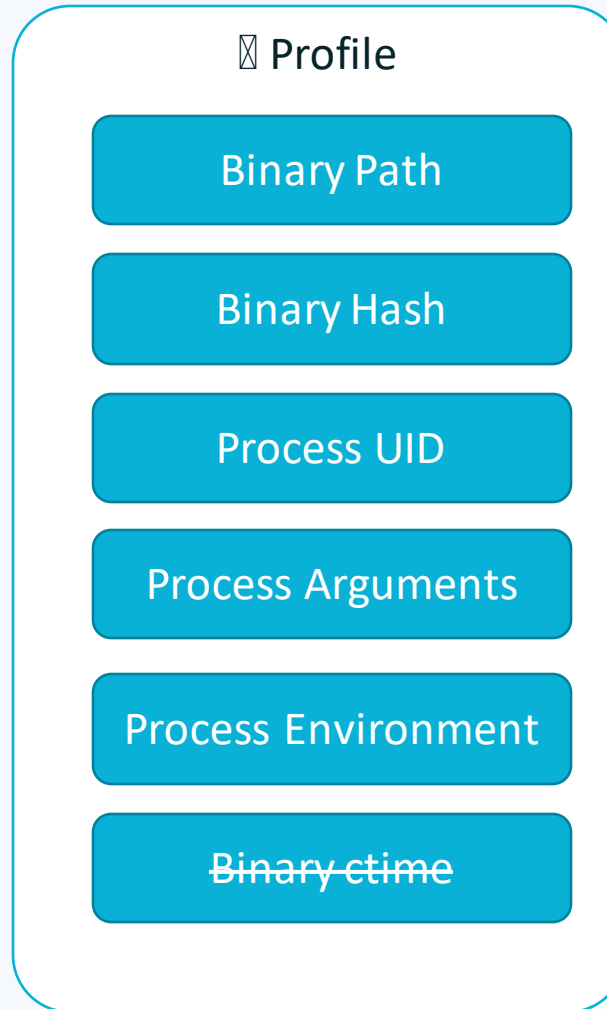 Profile
Binary Path
Binary Hash
Process UID
Process Arguments
Process Environment
Binary ctime